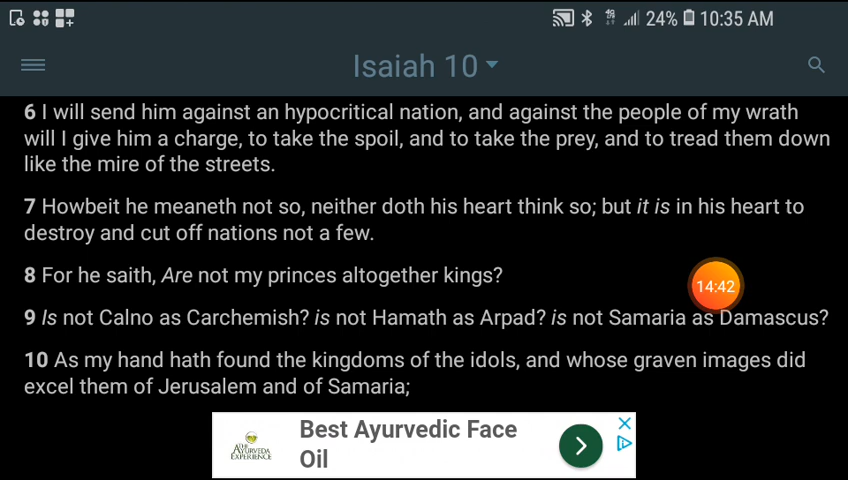 24% 10:35 AM
Isaiah 10
6 I will send him against an hypocritical nation, and against the people of my wrath
will I give him a charge, to take the spoil, and to take the prey, and to tread them down
like the mire of the streets.
7 Howbeit he meaneth not so, neither doth his heart think so; but it is in his heart to
destroy and cut off nations not a few.
8 For he saith, Are not my princes altogether kings?
14:42
9 Is not Calno as Carchemish? is not Hamath as Arpad? is not Samaria as Damascus?
10 As my hand hath found the kingdoms of the idols, and whose graven images did
excel them of Jerusalem and of Samaria;
THE
AYURVEDA
EXPERIENCE
Best Ayurvedic Face
Oil